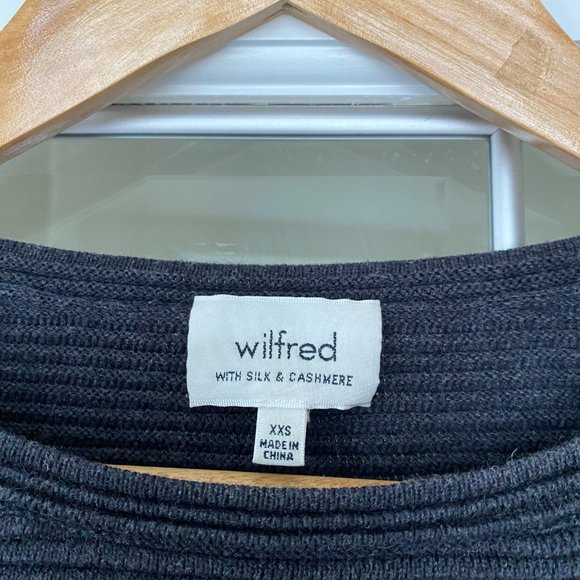 wilfred
WITH SILK & CASHMERE
XXS
MADE IN
CHINA